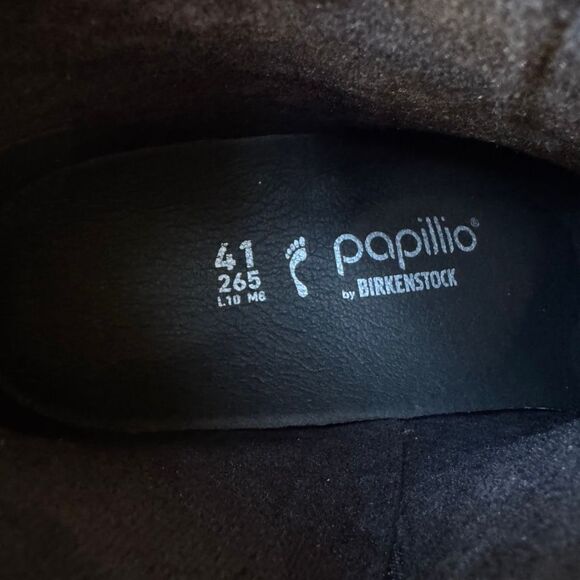 41
265
L10 M8
papillio®
by BIRKENSTOCK